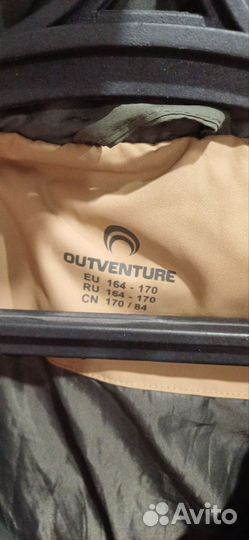 OUTVENTURE
EU 164 - 170
RU 164 - 170
CN 170 / 84
Avito